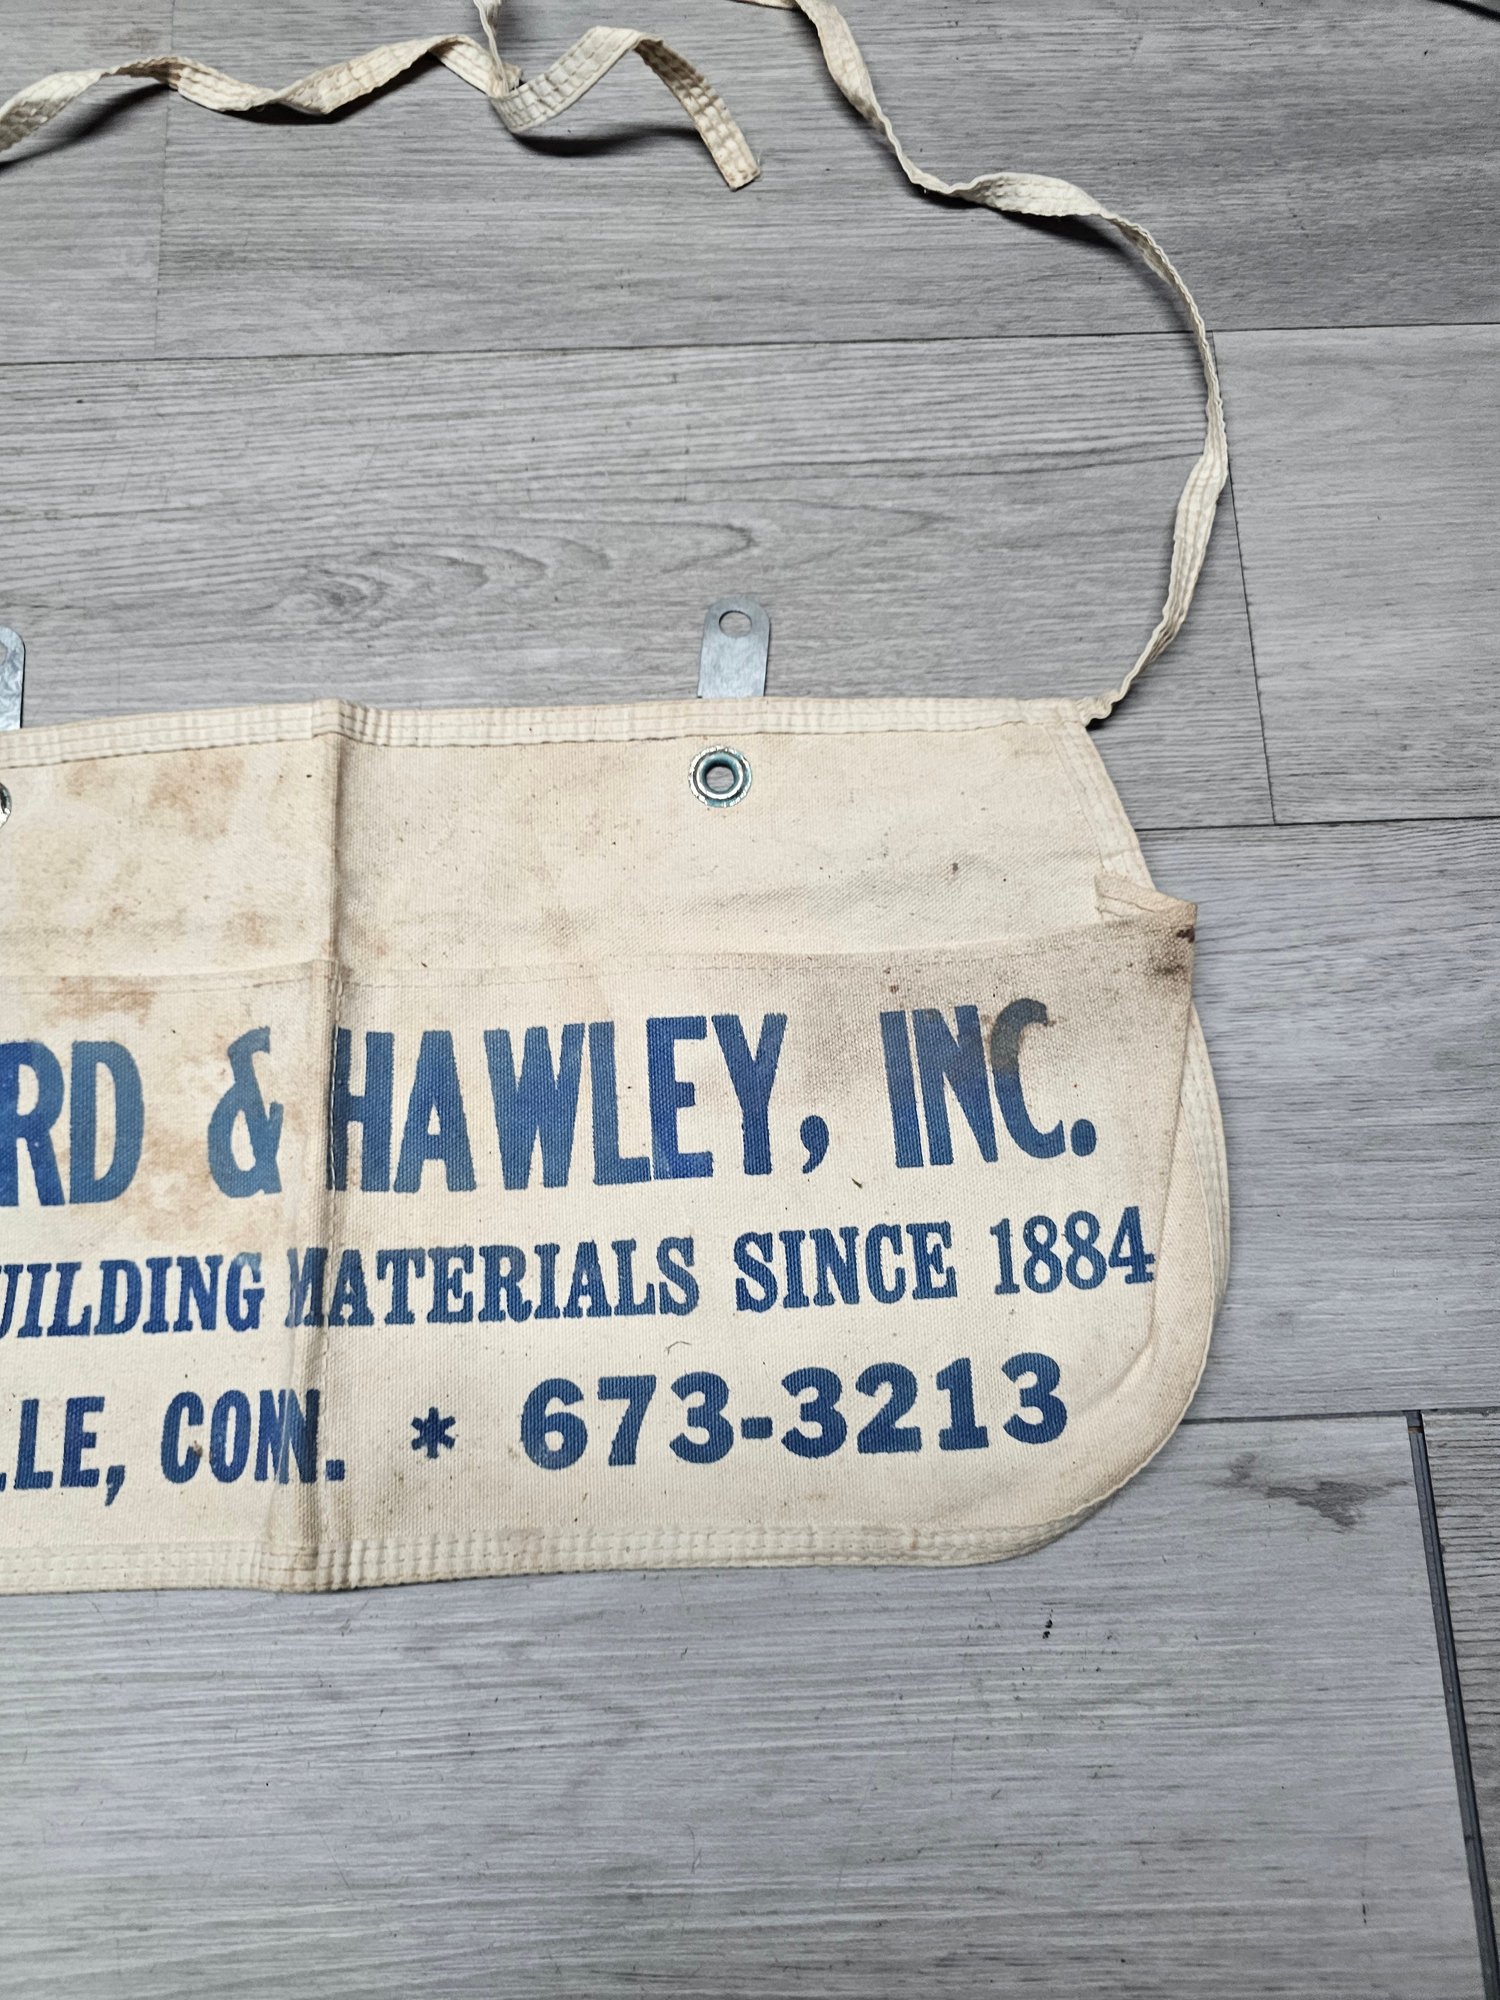 RD & HAWLEY, INC.
UILDING MATERIALS SINCE 1884
LLE, CONN. * 673-3213